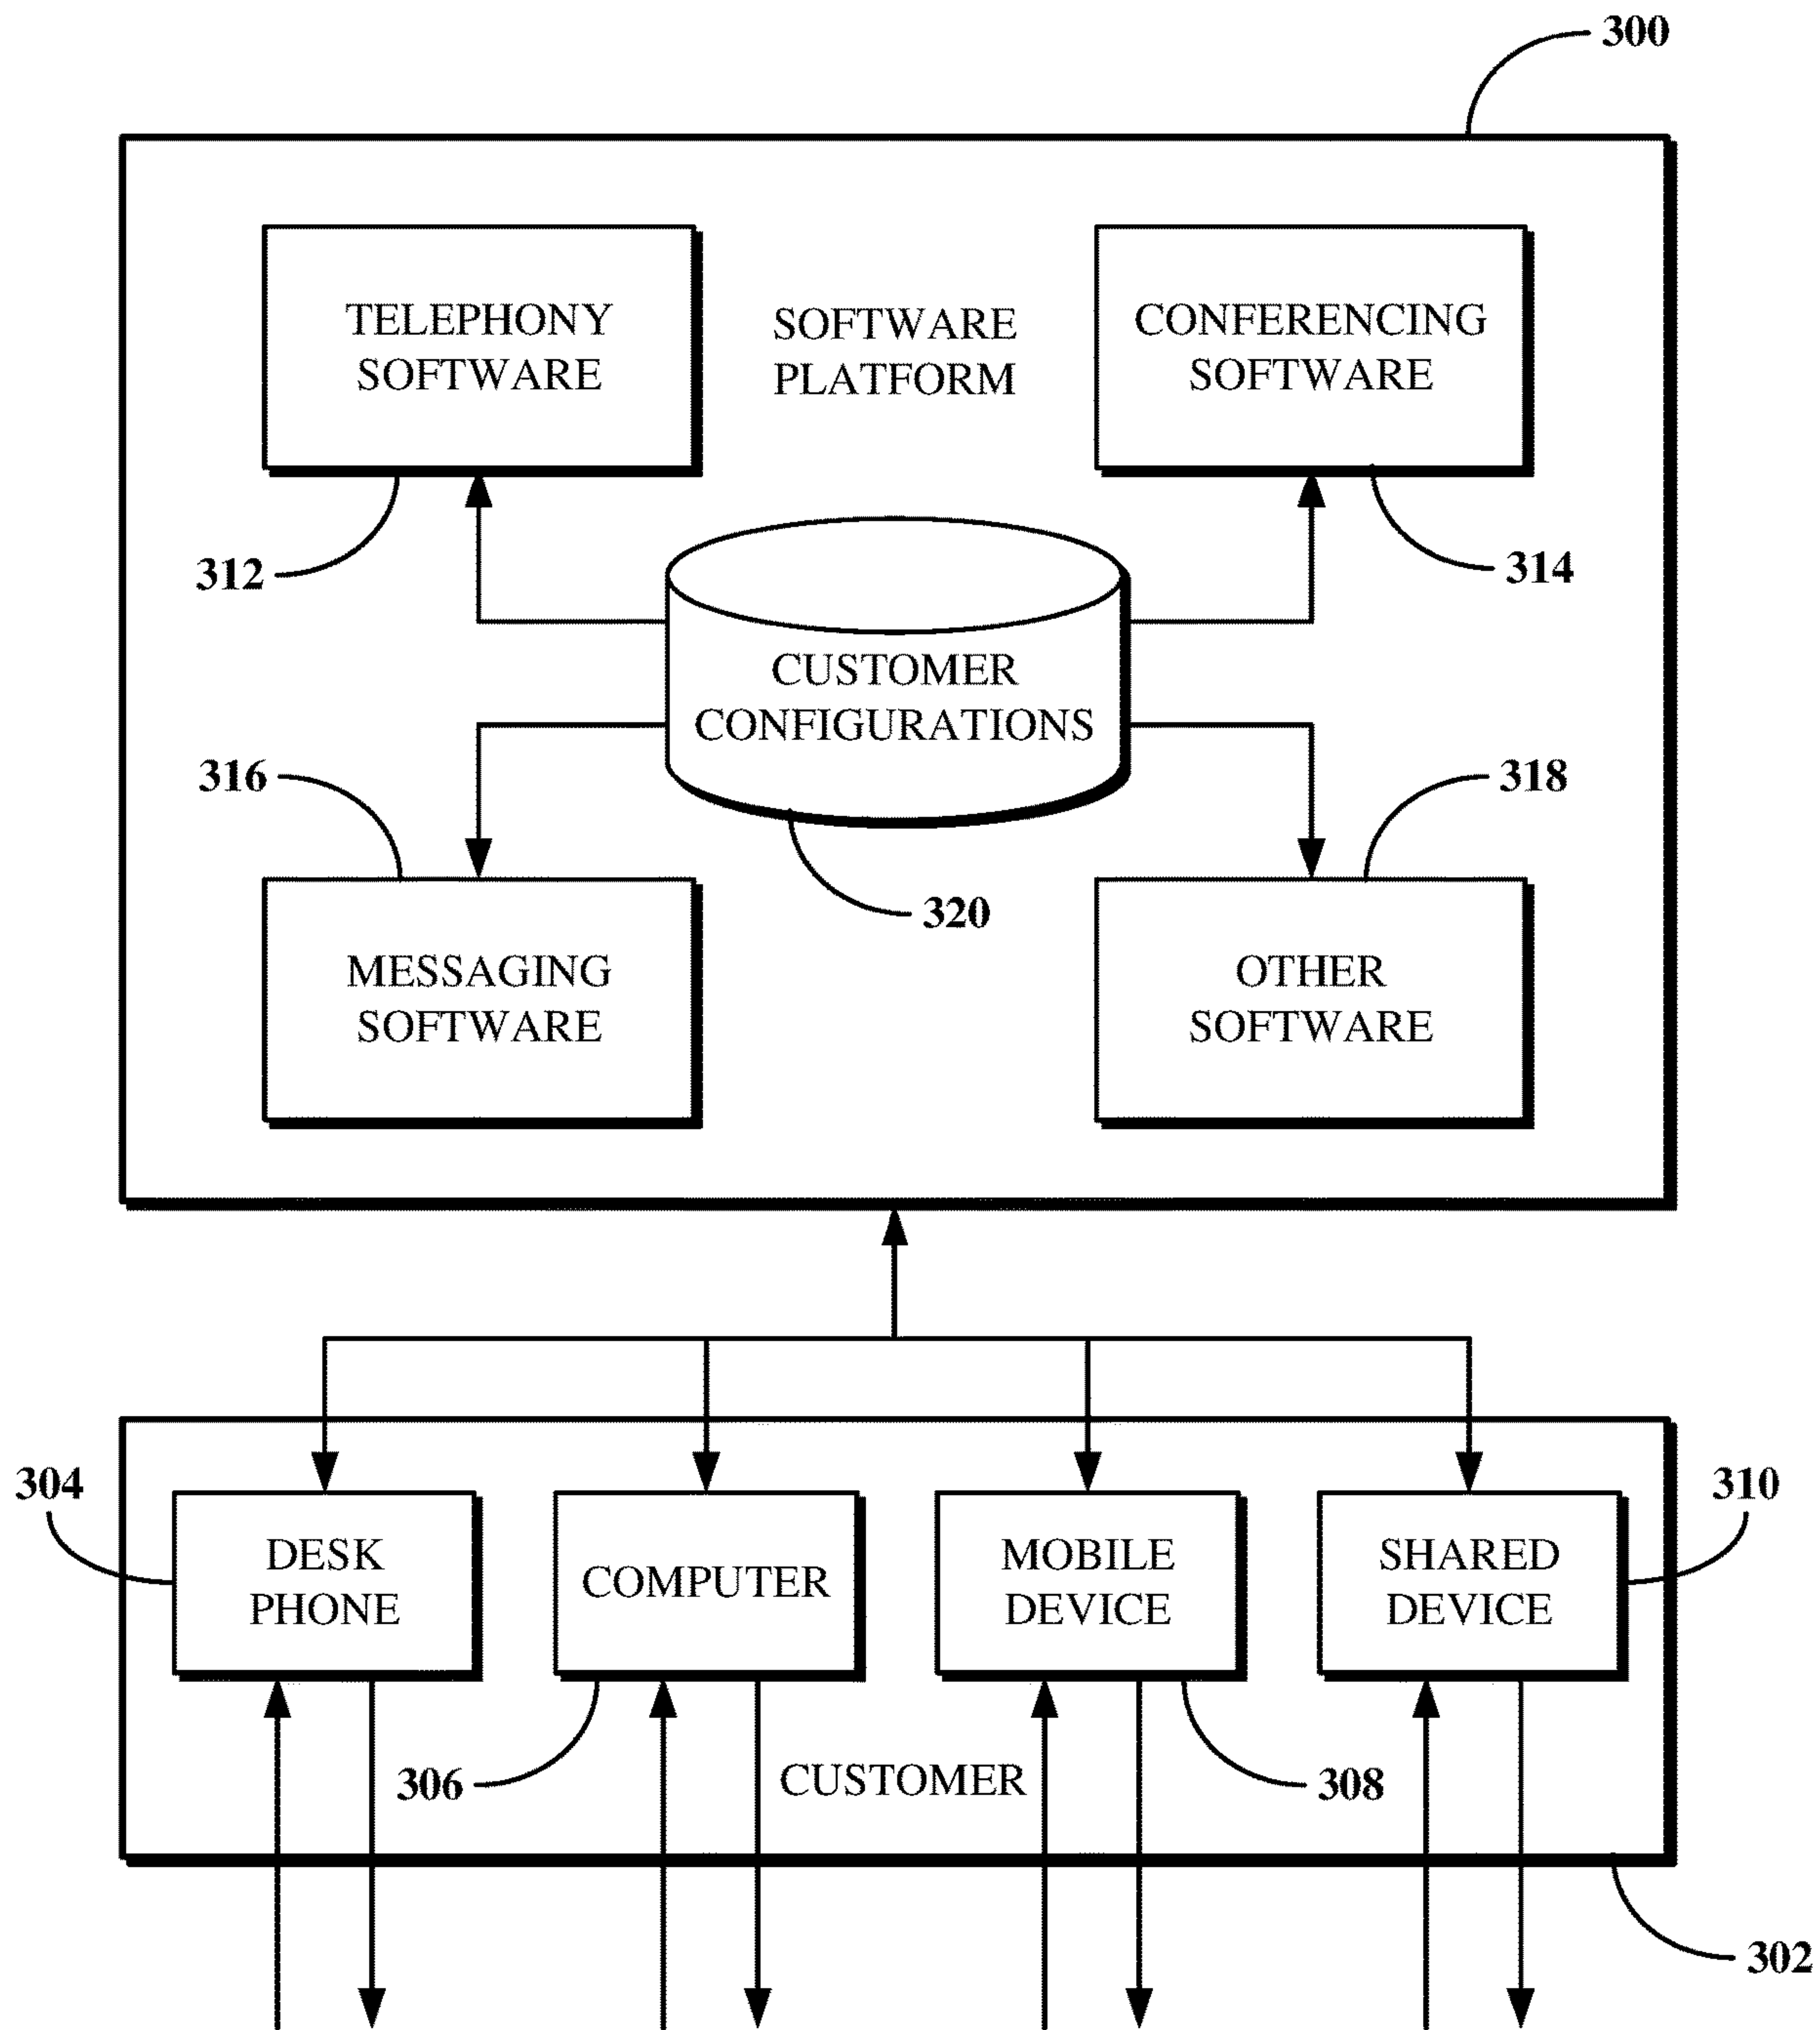 300
TELEPHONY
SOFTWARE
SOFTWARE
PLATFORM
CONFERENCING
SOFTWARE
312
314
CUSTOMER
CONFIGURATIONS
316
318
320
MESSAGING
SOFTWARE
OTHER
SOFTWARE
304
310
DESK
PHONE
COMPUTER
MOBILE
DEVICE
SHARED
DEVICE
306
CUSTOMER
308
302